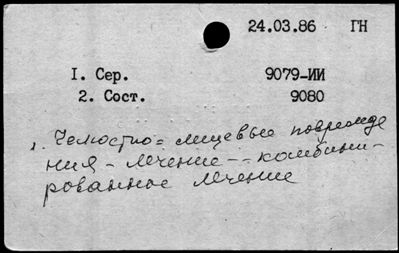 24.03.86 ГН
I. Сер. 9079-ИИ
2. Сост. 9080
1. Челюстно=лицевые поврежде
ния - лечение -- комбини-
рованное лечение